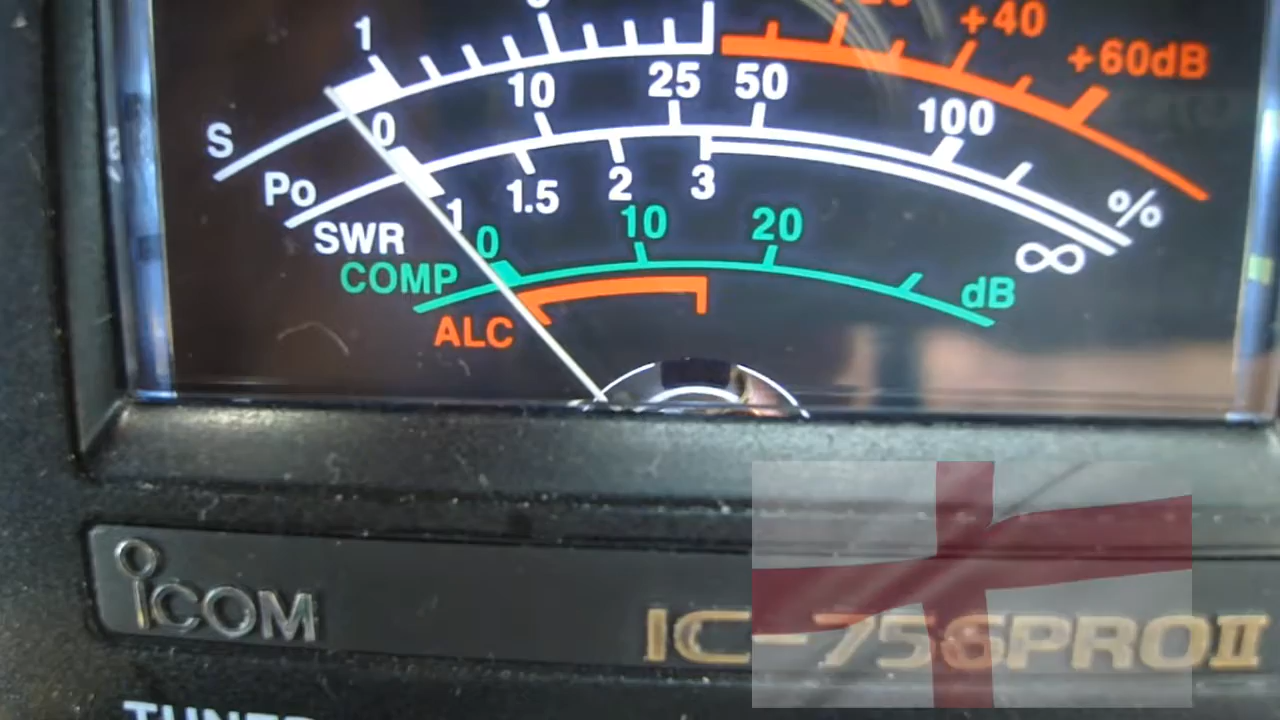 1 +40 +60dB
S 10 25 50 100
0
Po 1 1.5 2 3 %
SWR ∞
COMP 0 10 20 dB
ALC
iCOM
IC-756PROII
TUNER